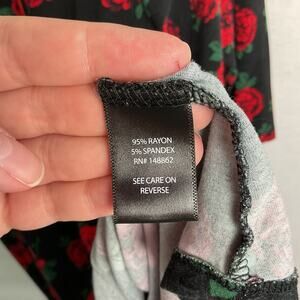 95% RAYON
5% SPANDEX
RN# 148862
SEE CARE ON
REVERSE